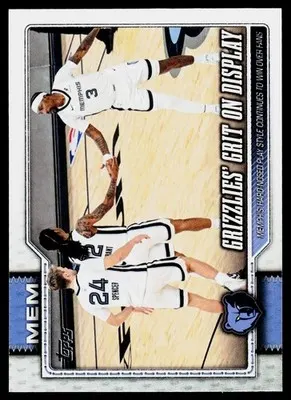 GRIZZLIES' GRIT ON DISPLAY
MEMPHIS' HARD-NOSED PLAY STYLE CONTINUES TO WIN OVER FANS
MEM
TOPPS
MEMPHIS
3
2
24
SPENCER